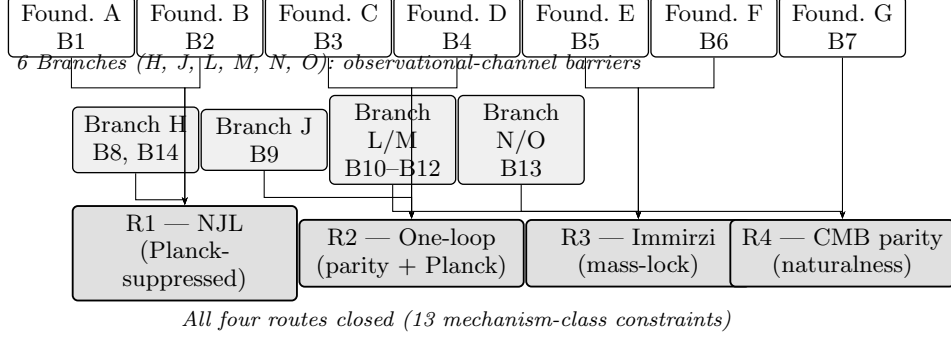 Found. A
B1
Found. B
B2
Found. C
B3
Found. D
B4
Found. E
B5
Found. F
B6
Found. G
B7
6 Branches (H, J, L, M, N, O): observational-channel barriers
Branch H
B8, B14
Branch J
B9
Branch
L/M
B10–B12
Branch
N/O
B13
R1 — NJL
(Planck-
suppressed)
R2 — One-loop
(parity + Planck)
R3 — Immirzi
(mass-lock)
R4 — CMB parity
(naturalness)
All four routes closed (13 mechanism-class constraints)